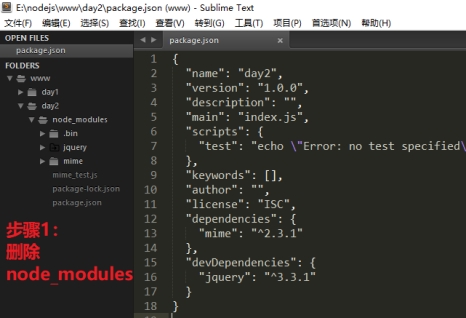 E:\nodejs\www\day2\package.json (www) - Sublime Text
文件(F) 编辑(E) 选择(S) 查找(I) 查看(V) 转到(G) 工具(T) 项目(P) 首选项(N) 帮助(H)
OPEN FILES
package.json
FOLDERS
www
day1
day2
node_modules
.bin
jquery
mime
mime_test.js
package-lock.json
package.json
步骤1:
删除
node_modules
package.json
1 {
2 "name": "day2",
3 "version": "1.0.0",
4 "description": "",
5 "main": "index.js",
6 "scripts": {
7 "test": "echo \"Error: no test specified\
8 },
9 "keywords": [],
10 "author": "",
11 "license": "ISC",
12 "dependencies": {
13 "mime": "^2.3.1"
14 },
15 "devDependencies": {
16 "jquery": "^3.3.1"
17 }
18 }